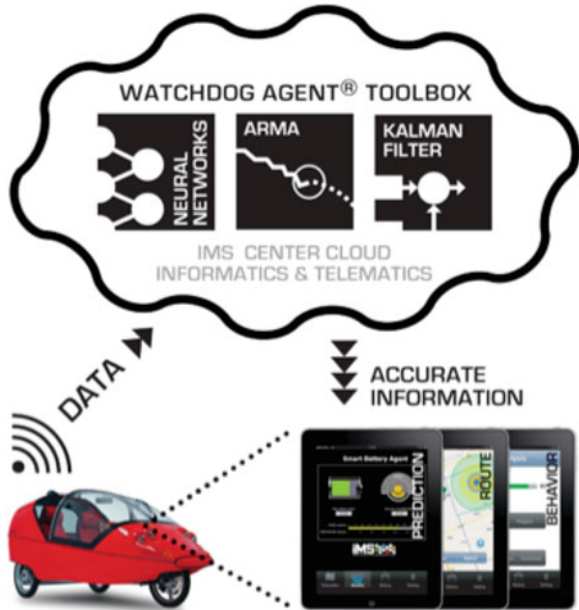 WATCHDOG AGENT® TOOLBOX
NEURAL
NETWORKS
ARMA
KALMAN
FILTER
IMS CENTER CLOUD
INFORMATICS & TELEMATICS
DATA
ACCURATE
INFORMATION
Smart Battery Agent
PREDICTION
ROUTE
BEHAVIOR
IMS